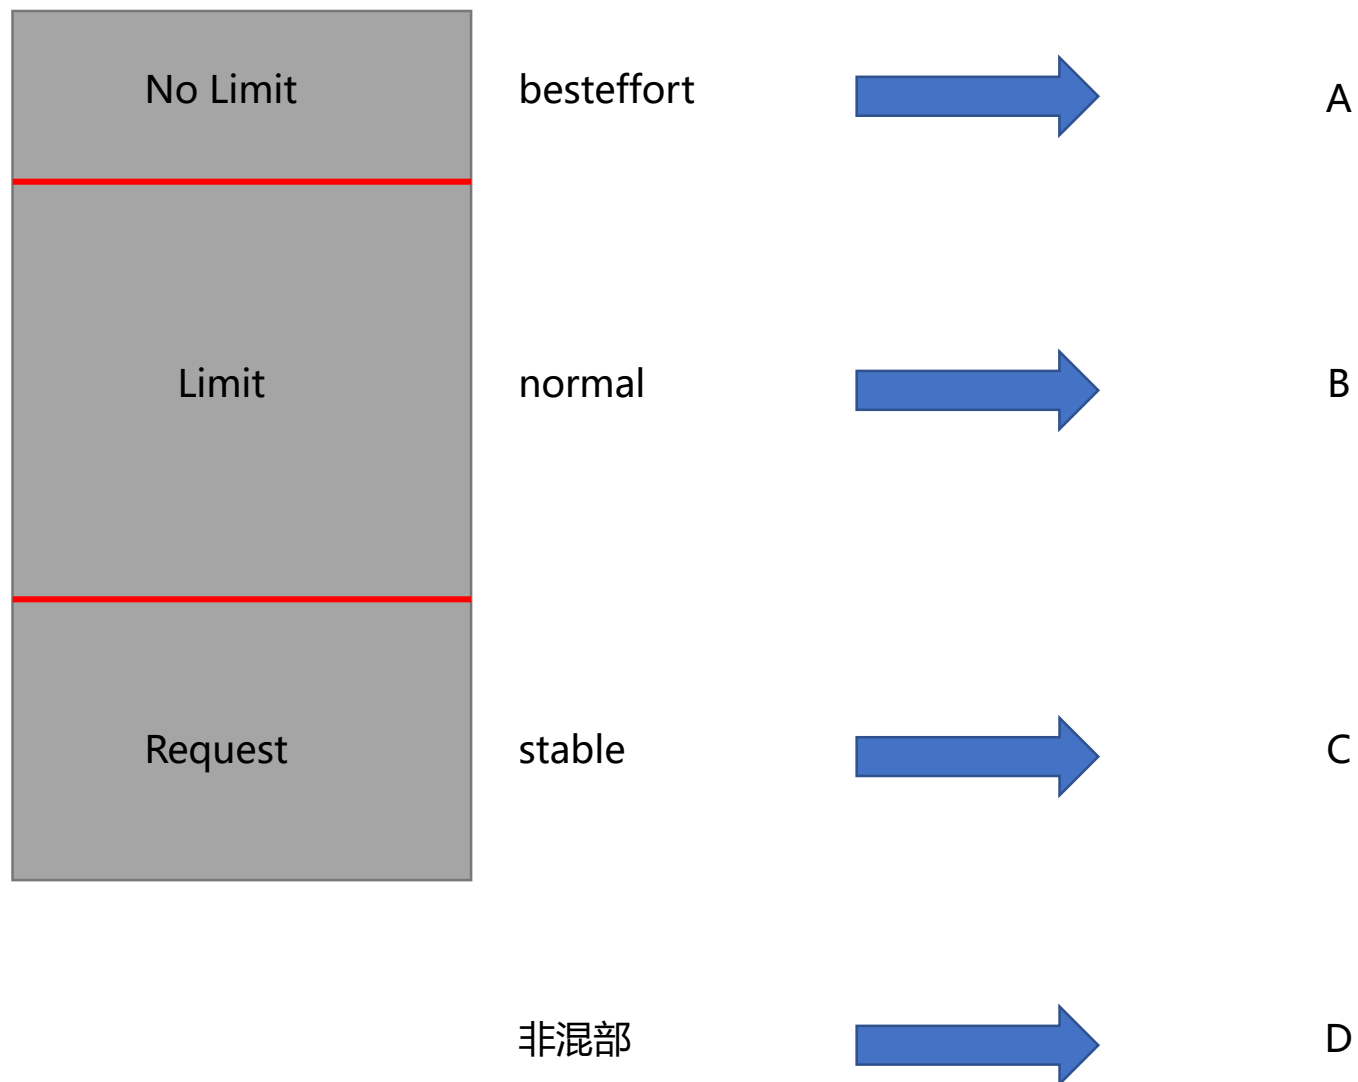 No Limit besteffort A
Limit normal B
Request stable C
非混部 D